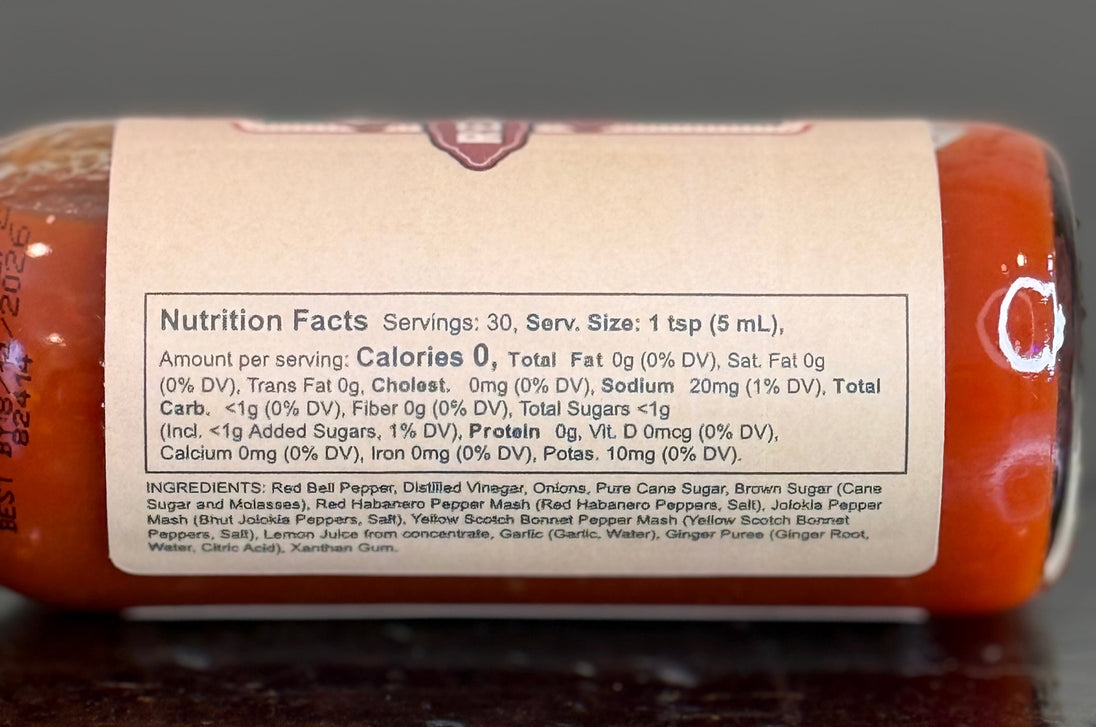 Nutrition Facts Servings: 30, Serv. Size: 1 tsp (5 mL),
Amount per serving: Calories 0, Total Fat 0g (0% DV), Sat. Fat 0g
(0% DV), Trans Fat 0g, Cholest. 0mg (0% DV), Sodium 20mg (1% DV), Total
Carb. <1g (0% DV), Fiber 0g (0% DV), Total Sugars <1g
(Incl. <1g Added Sugars, 1% DV), Protein 0g, Vit. D 0mcg (0% DV),
Calcium 0mg (0% DV), Iron 0mg (0% DV), Potas. 10mg (0% DV).
INGREDIENTS: Red Bell Pepper, Distilled Vinegar, Onions, Pure Cane Sugar, Brown Sugar (Cane
Sugar and Molasses), Red Habanero Pepper Mash (Red Habanero Peppers, Salt), Jolokia Pepper
Mash (Bhut Jolokia Peppers, Salt), Yellow Scotch Bonnet Pepper Mash (Yellow Scotch Bonnet
Peppers, Salt), Lemon Juice from concentrate, Garlic (Garlic, Water), Ginger Puree (Ginger Root,
Water, Citric Acid), Xanthan Gum.
BEST BY
82414